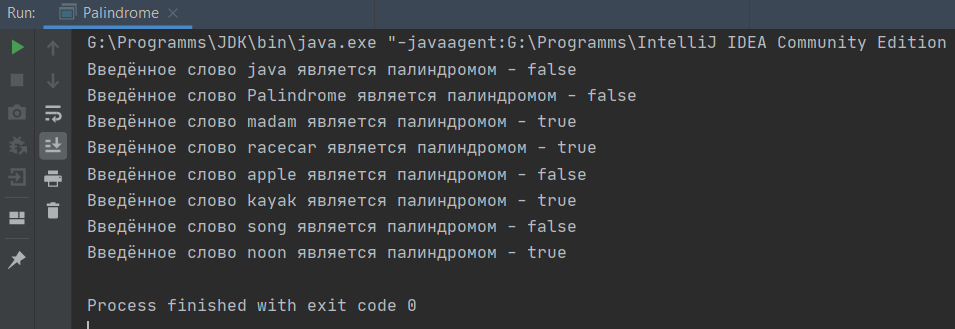 Run: Palindrome
G:\Programms\JDK\bin\java.exe "-javaagent:G:\Programms\IntelliJ IDEA Community Edition
Введённое слово java является палиндромом - false
Введённое слово Palindrome является палиндромом - false
Введённое слово madam является палиндромом - true
Введённое слово racecar является палиндромом - true
Введённое слово apple является палиндромом - false
Введённое слово kayak является палиндромом - true
Введённое слово song является палиндромом - false
Введённое слово noon является палиндромом - true
Process finished with exit code 0